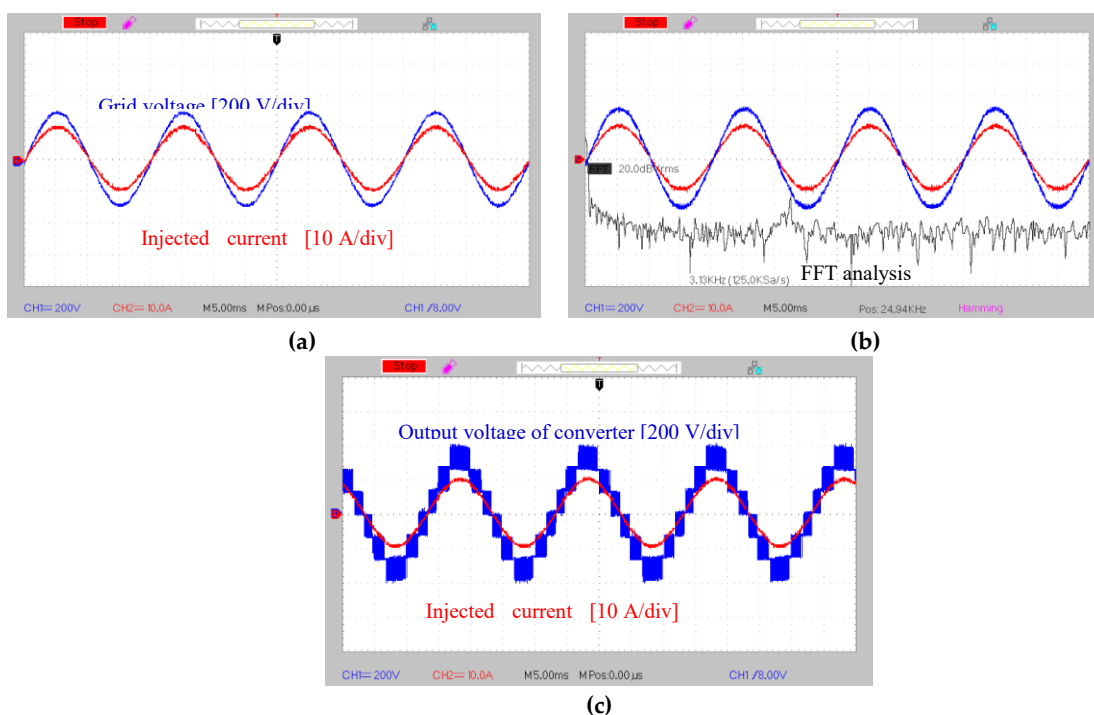 Stop
T
Grid voltage [200 V/div]
Injected current [10 A/div]
CH1= 200V CH2= 10.0A M5.00ms M Pos:0.00µs CH1 /8.00V
(a)
Stop
FFT 20.0dBVrms
FFT analysis
3.13KHz (125.0KSa/s)
CH1= 200V CH2= 10.0A M5.00ms Pos: 24.94KHz Hamming
(b)
Stop
T
Output voltage of converter [200 V/div]
Injected current [10 A/div]
CH1= 200V CH2= 10.0A M5.00ms M Pos:0.00µs CH1 /8.00V
(c)